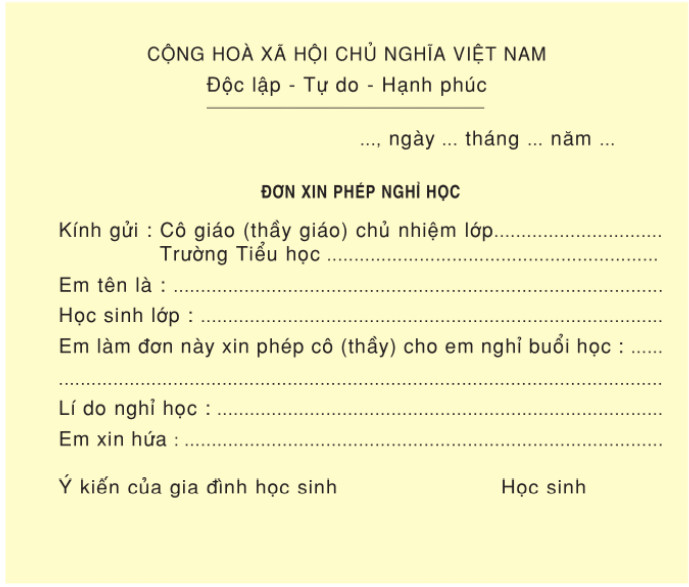 CỘNG HOÀ XÃ HỘI CHỦ NGHĨA VIỆT NAM
Độc lập - Tự do - Hạnh phúc
..., ngày ... tháng ... năm ...
ĐƠN XIN PHÉP NGHỈ HỌC
Kính gửi : Cô giáo (thầy giáo) chủ nhiệm lớp...............................
Trường Tiểu học .............................................................
Em tên là : ..........................................................................................
Học sinh lớp : .....................................................................................
Em làm đơn này xin phép cô (thầy) cho em nghỉ buổi học : ......
................................................................................................................
Lí do nghỉ học : ..................................................................................
Em xin hứa : ........................................................................................
Ý kiến của gia đình học sinh Học sinh